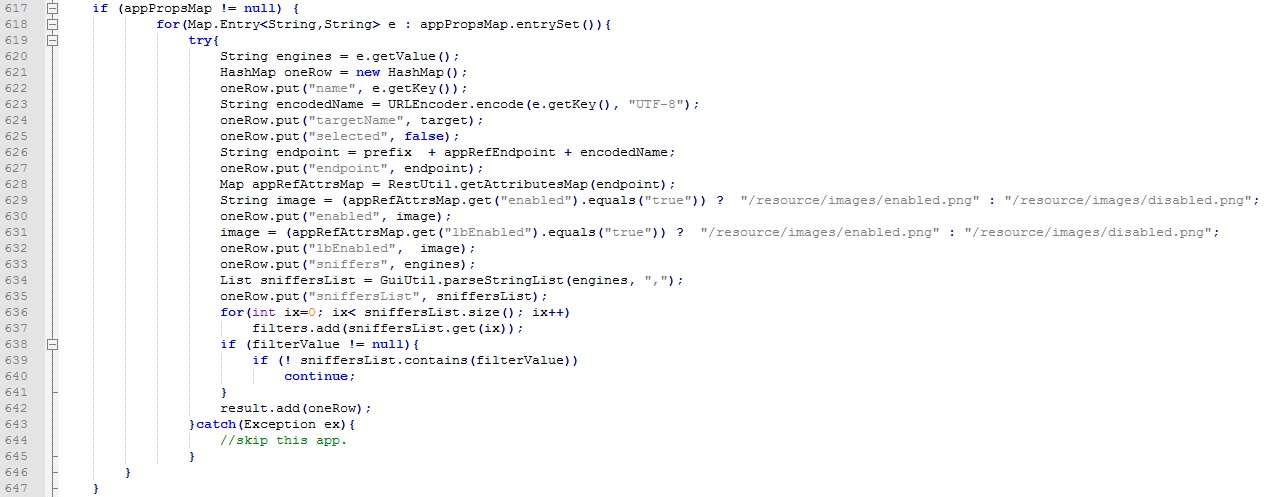 617 if (appPropsMap != null) {
618 for(Map.Entry<String,String> e : appPropsMap.entrySet()){
619 try{
620 String engines = e.getValue();
621 HashMap oneRow = new HashMap();
622 oneRow.put("name", e.getKey());
623 String encodedName = URLEncoder.encode(e.getKey(), "UTF-8");
624 oneRow.put("targetName", target);
625 oneRow.put("selected", false);
626 String endpoint = prefix  + appRefEndpoint + encodedName;
627 oneRow.put("endpoint", endpoint);
628 Map appRefAttrsMap = RestUtil.getAttributesMap(endpoint);
629 String image = (appRefAttrsMap.get("enabled").equals("true")) ?  "/resource/images/enabled.png" : "/resource/images/disabled.png";
630 oneRow.put("enabled", image);
631 image = (appRefAttrsMap.get("lbEnabled").equals("true")) ?  "/resource/images/enabled.png" : "/resource/images/disabled.png";
632 oneRow.put("lbEnabled",  image);
633 oneRow.put("sniffers", engines);
634 List sniffersList = GuiUtil.parseStringList(engines, ",");
635 oneRow.put("sniffersList", sniffersList);
636 for(int ix=0; ix< sniffersList.size(); ix++)
637 filters.add(sniffersList.get(ix));
638 if (filterValue != null){
639 if (! sniffersList.contains(filterValue))
640 continue;
641 }
642 result.add(oneRow);
643 }catch(Exception ex){
644 //skip this app.
645 }
646 }
647 }